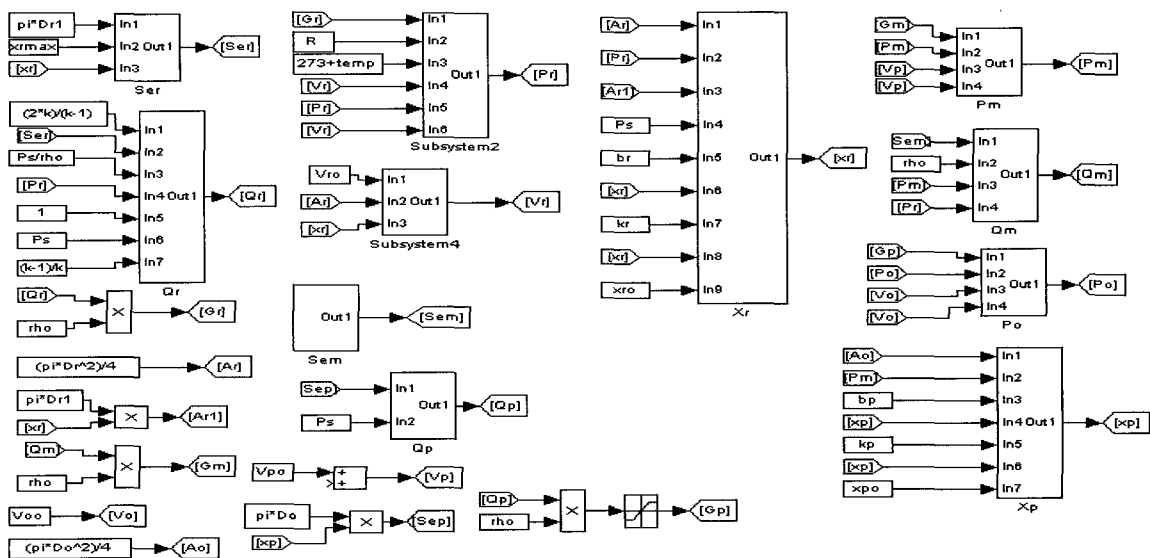 pi*Dr1
xrmax
[xr]
In1
In2
In3
Out1
[Ser]
Ser
(2*k)/(k-1)
[Ser]
Ps/rho
[Pr]
1
Ps
(k-1)/k
In1
In2
In3
In4
In5
In6
In7
Out1
[Qr]
Qr
[Qr]
rho
X
[Gr]
(pi*Dr^2)/4
[Ar]
pi*Dr1
[xr]
X
[Ar1]
[Qm]
rho
X
[Gm]
Voo
[Vo]
(pi*Do^2)/4
[Ao]
[Gr]
R
273+temp
[Vr]
[Pr]
[Vr]
In1
In2
In3
In4
In5
In6
Out1
[Pr]
Subsystem2
Vro
[Ar]
[xr]
In1
In2
In3
Out1
[Vr]
Subsystem4
Out1
[Sem]
Sem
Sep
Ps
In1
In2
Out1
[Qp]
Qp
Vpo
+
+
[Vp]
pi*Do
[xp]
X
[Sep]
[Qp]
rho
X
[Gp]
[Ar]
[Pr]
[Ar1]
Ps
br
[xr]
kr
[xr]
xro
In1
In2
In3
In4
In5
In6
In7
In8
In9
Out1
[xr]
Xr
[Gm]
[Pm]
[Vp]
[Vp]
In1
In2
In3
In4
Out1
[Pm]
Pm
Sem
rho
[Pm]
[Pr]
In1
In2
In3
In4
Out1
[Qm]
Qm
[Gp]
[Po]
[Vo]
[Vo]
In1
In2
In3
In4
Out1
[Po]
Po
[Ao]
[Pm]
bp
[xp]
kp
[xp]
xpo
In1
In2
In3
In4
In5
In6
In7
Out1
[xp]
Xp